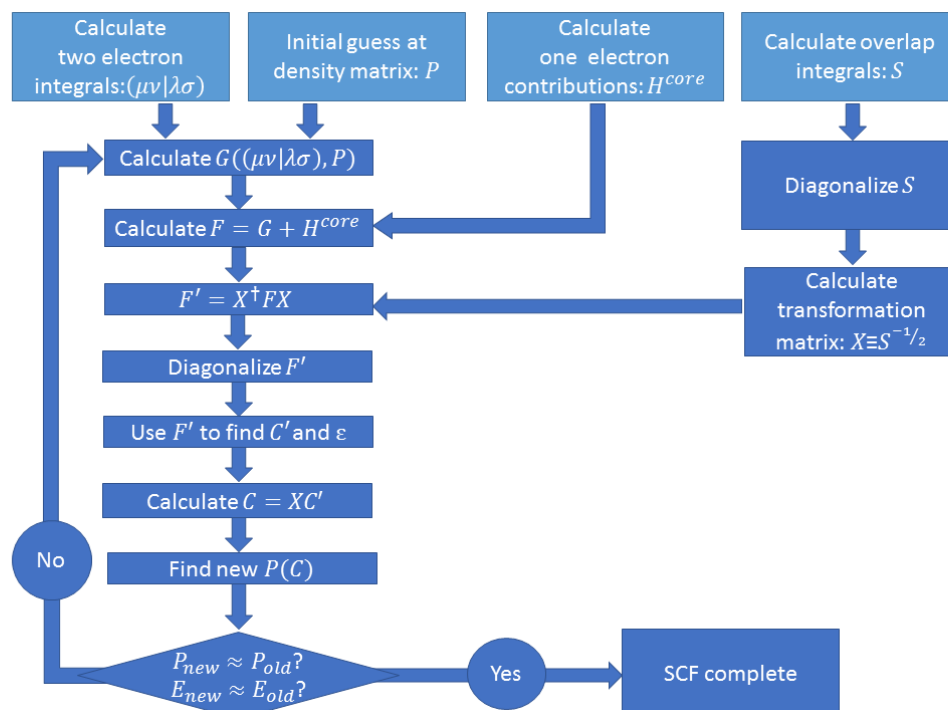 Calculate
two electron
integrals:(μν|λσ)
Initial guess at
density matrix: P
Calculate
one electron
contributions: H^core
Calculate overlap
integrals: S
Calculate G((μν|λσ), P)
Diagonalize S
Calculate F = G + H^core
F′ = X†FX
Calculate
transformation
matrix: X≡S^−1/2
Diagonalize F′
Use F′ to find C′ and ε
Calculate C = XC′
Find new P(C)
No
P_new ≈ P_old?
E_new ≈ E_old?
Yes
SCF complete